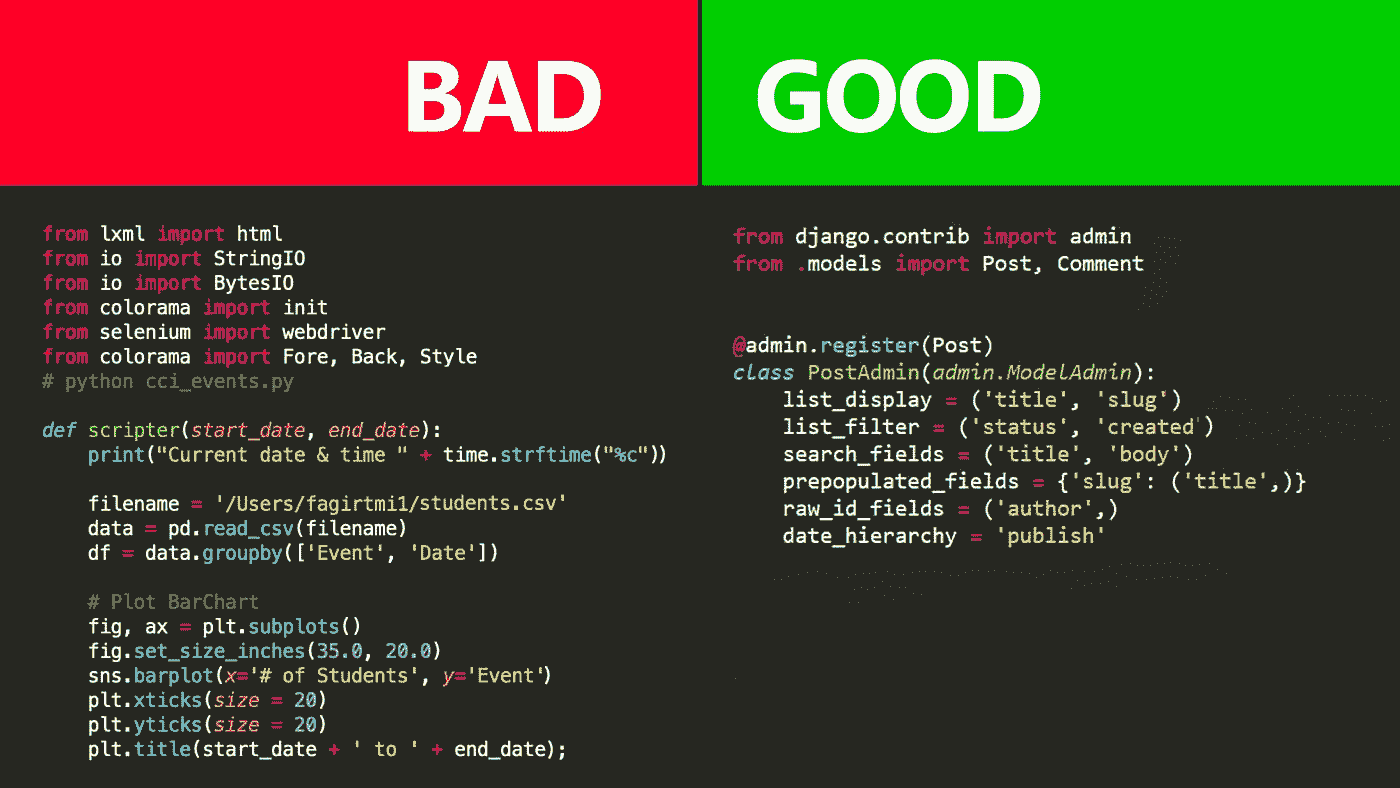 BAD
from lxml import html
from io import StringIO
from io import BytesIO
from colorama import init
from selenium import webdriver
from colorama import Fore, Back, Style
# python cci_events.py
def scripter(start_date, end_date):
    print("Current date & time " + time.strftime("%c"))
    filename = '/Users/fagirtmi1/students.csv'
    data = pd.read_csv(filename)
    df = data.groupby(['Event', 'Date'])
    # Plot BarChart
    fig, ax = plt.subplots()
    fig.set_size_inches(35.0, 20.0)
    sns.barplot(x='# of Students', y='Event')
    plt.xticks(size = 20)
    plt.yticks(size = 20)
    plt.title(start_date + ' to ' + end_date);
GOOD
from django.contrib import admin
from .models import Post, Comment
@admin.register(Post)
class PostAdmin(admin.ModelAdmin):
    list_display = ('title', 'slug')
    list_filter = ('status', 'created')
    search_fields = ('title', 'body')
    prepopulated_fields = {'slug': ('title',)}
    raw_id_fields = ('author',)
    date_hierarchy = 'publish'